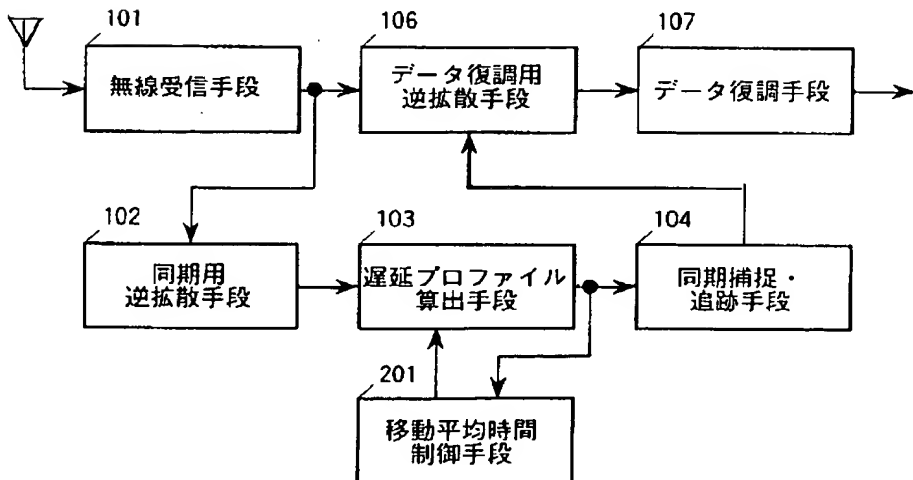 101
無線受信手段
106
データ復調用
逆拡散手段
107
データ復調手段
102
同期用
逆拡散手段
103
遅延プロファイル
算出手段
104
同期捕捉・
追跡手段
201
移動平均時間
制御手段